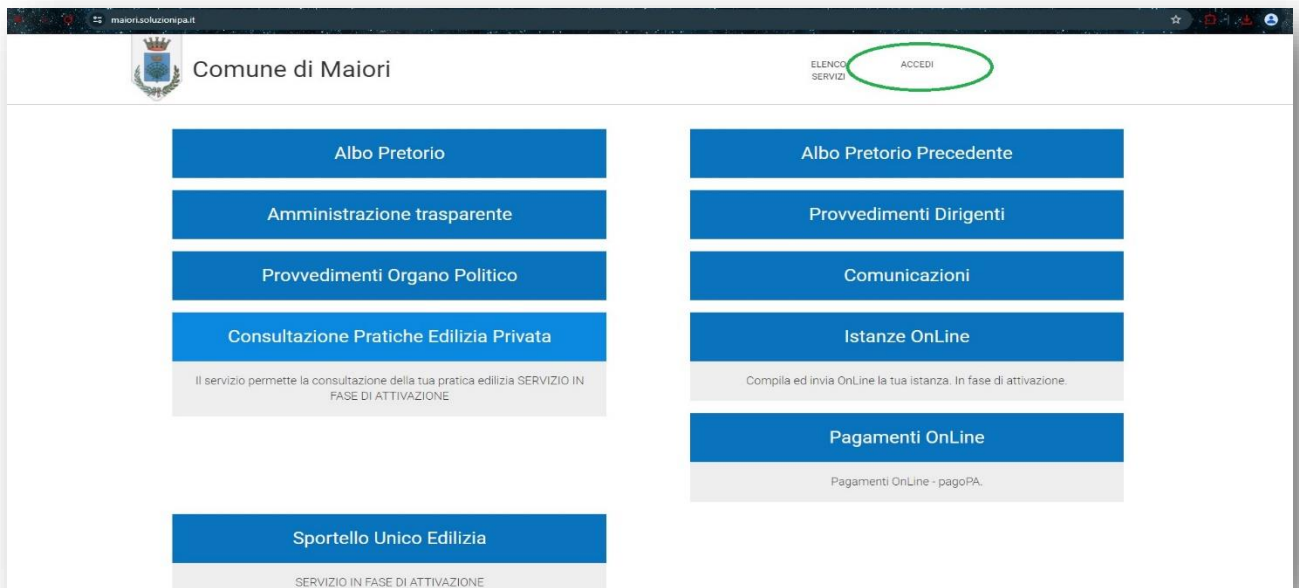 maiori.soluzionipa.it
Comune di Maiori
ELENCO
SERVIZI
ACCEDI
Albo Pretorio
Albo Pretorio Precedente
Amministrazione trasparente
Provvedimenti Dirigenti
Provvedimenti Organo Politico
Comunicazioni
Consultazione Pratiche Edilizia Privata
Il servizio permette la consultazione della tua pratica edilizia SERVIZIO IN
FASE DI ATTIVAZIONE
Istanze OnLine
Compila ed invia OnLine la tua istanza. In fase di attivazione.
Pagamenti OnLine
Pagamenti OnLine - pagoPA.
Sportello Unico Edilizia
SERVIZIO IN FASE DI ATTIVAZIONE